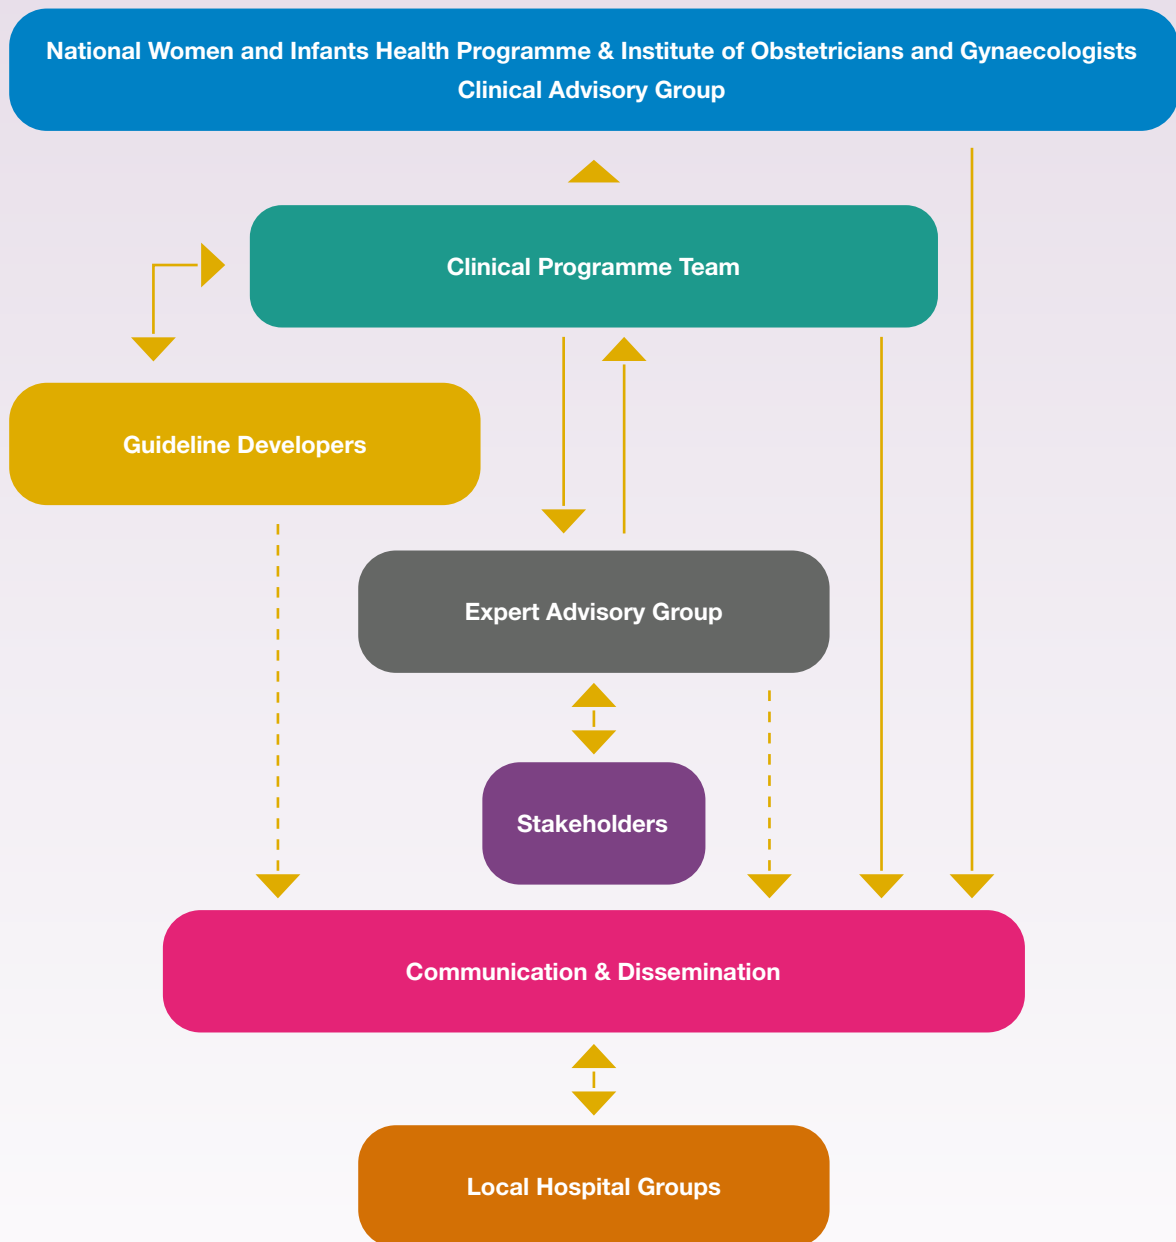 National Women and Infants Health Programme & Institute of Obstetricians and Gynaecologists
Clinical Advisory Group
Clinical Programme Team
Guideline Developers
Expert Advisory Group
Stakeholders
Communication & Dissemination
Local Hospital Groups